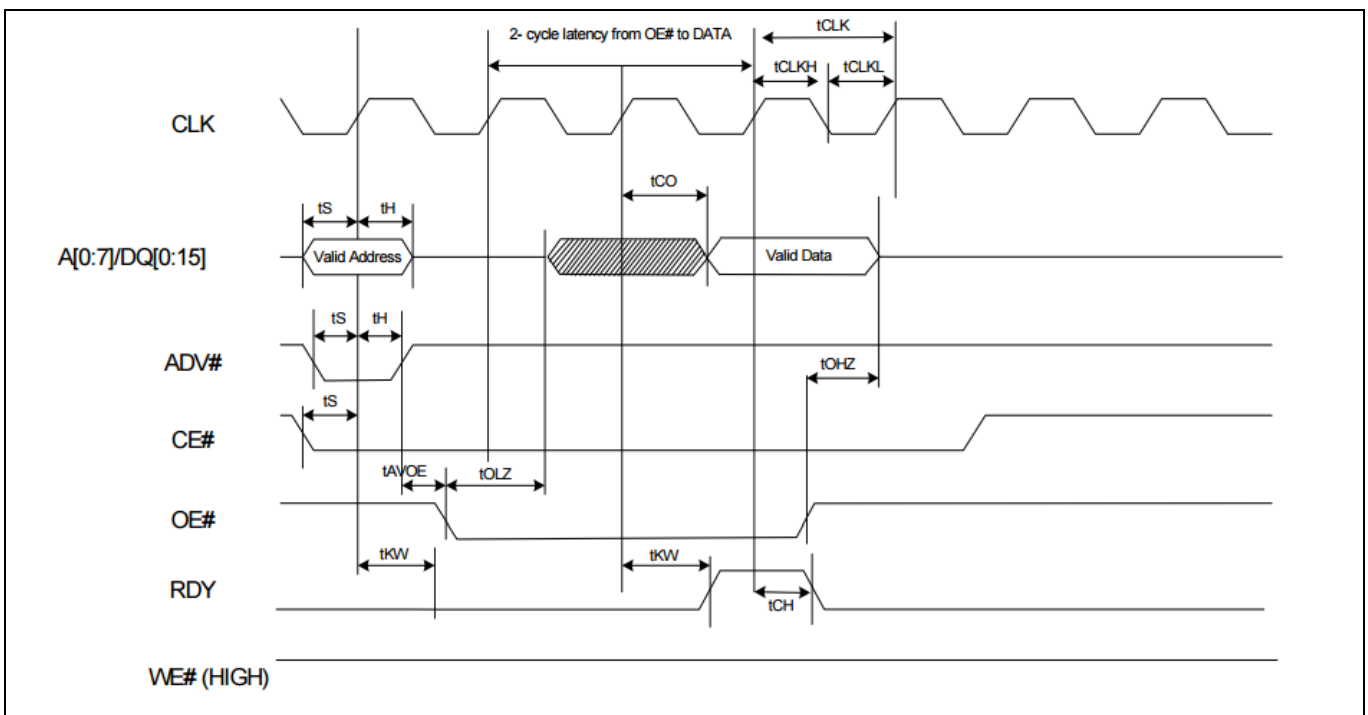 tCLK
2- cycle latency from OE# to DATA
tCLKH tCLKL
CLK
tCO
tS tH
A[0:7]/DQ[0:15] Valid Address Valid Data
tS tH
ADV#
tOHZ
tS
CE#
tAVOE tOLZ
OE#
tKW tKW
RDY
tCH
WE# (HIGH)